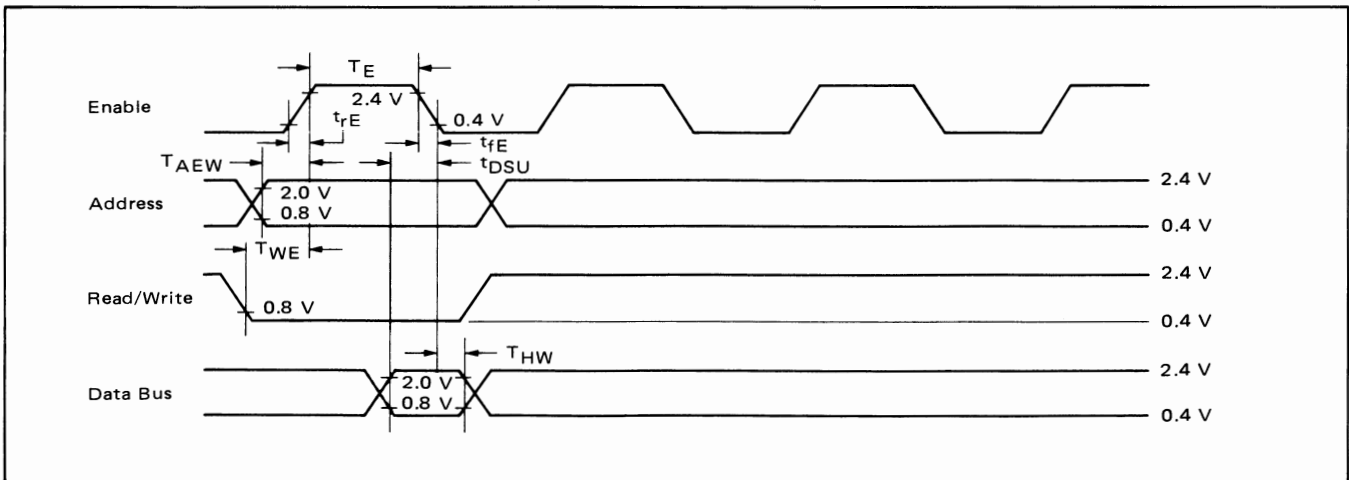 T_E
Enable
2.4 V
0.4 V
t_rE
t_fE
T_AEW
t_DSU
2.4 V
2.0 V
Address
0.8 V
0.4 V
T_WE
2.4 V
Read/Write
0.8 V
0.4 V
T_HW
2.4 V
2.0 V
Data Bus
0.8 V
0.4 V